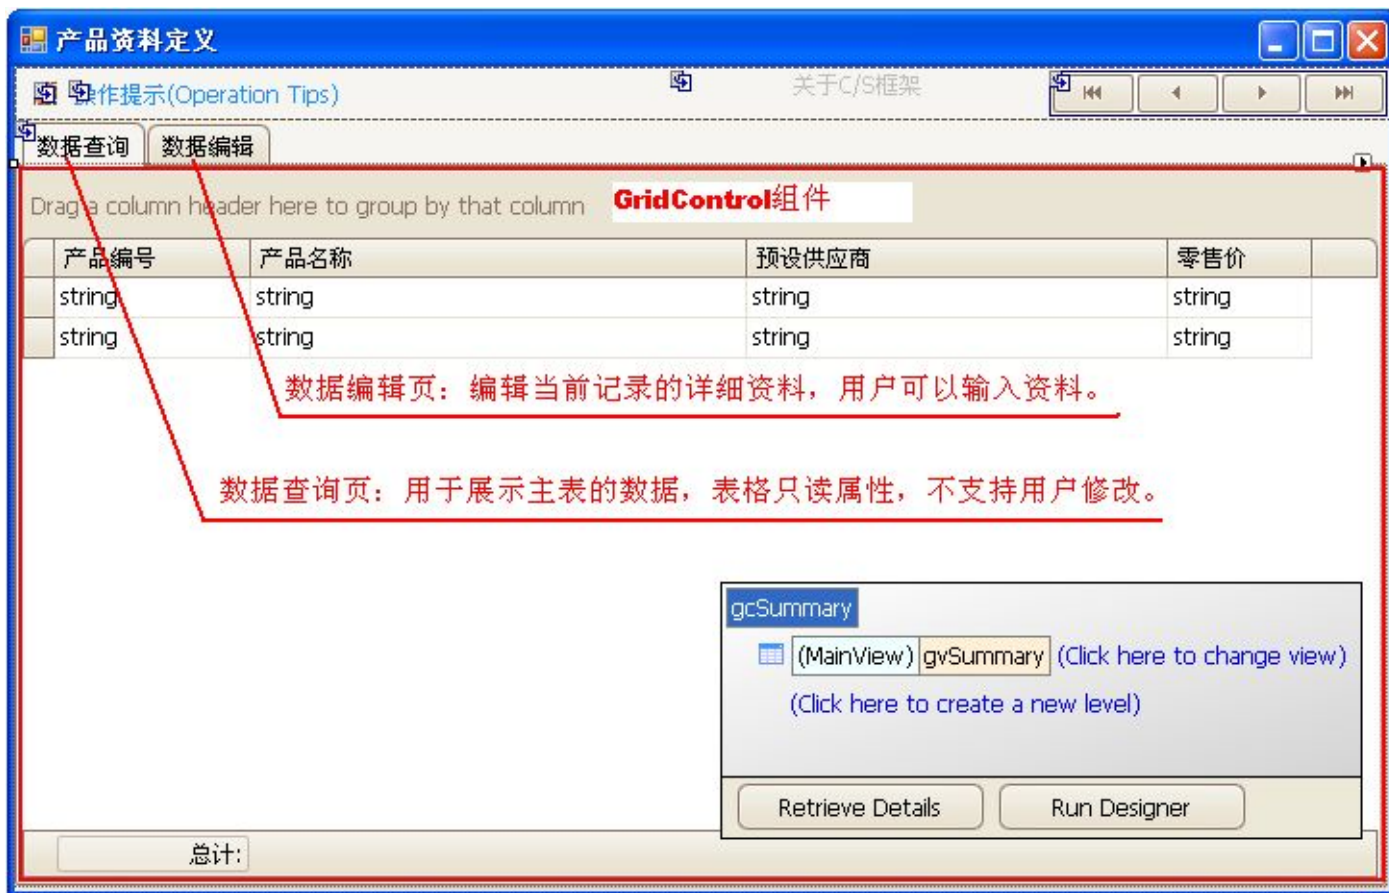 产品资料定义
操作提示(Operation Tips)
关于C/S框架
数据查询
数据编辑
Drag a column header here to group by that column
GridControl组件
产品编号
产品名称
预设供应商
零售价
string
string
string
string
string
string
string
string
数据编辑页：编辑当前记录的详细资料，用户可以输入资料。
数据查询页：用于展示主表的数据，表格只读属性，不支持用户修改。
gcSummary
(MainView) gvSummary (Click here to change view)
(Click here to create a new level)
Retrieve Details
Run Designer
总计: